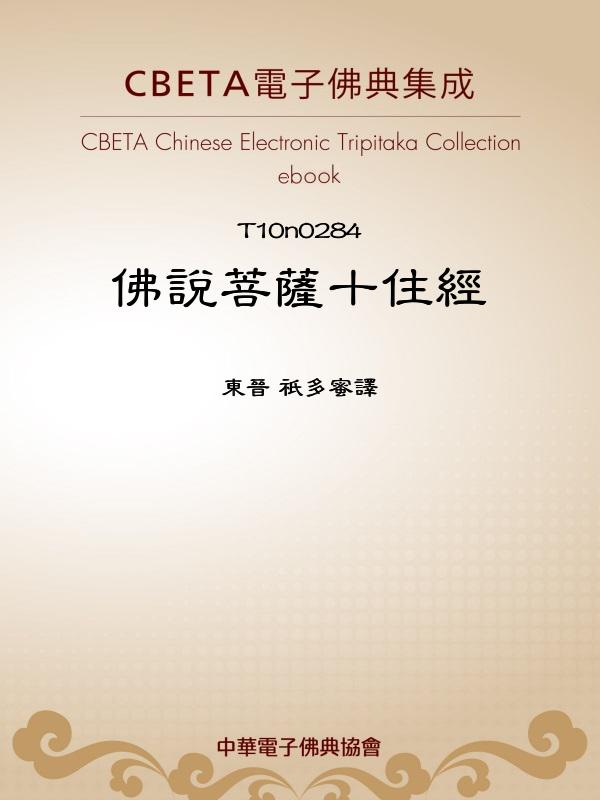 CBETA電子佛典集成
CBETA Chinese Electronic Tripitaka Collection
ebook
T10n0284
佛說菩薩十住經
東晉 祇多蜜譯
中華電子佛典協會